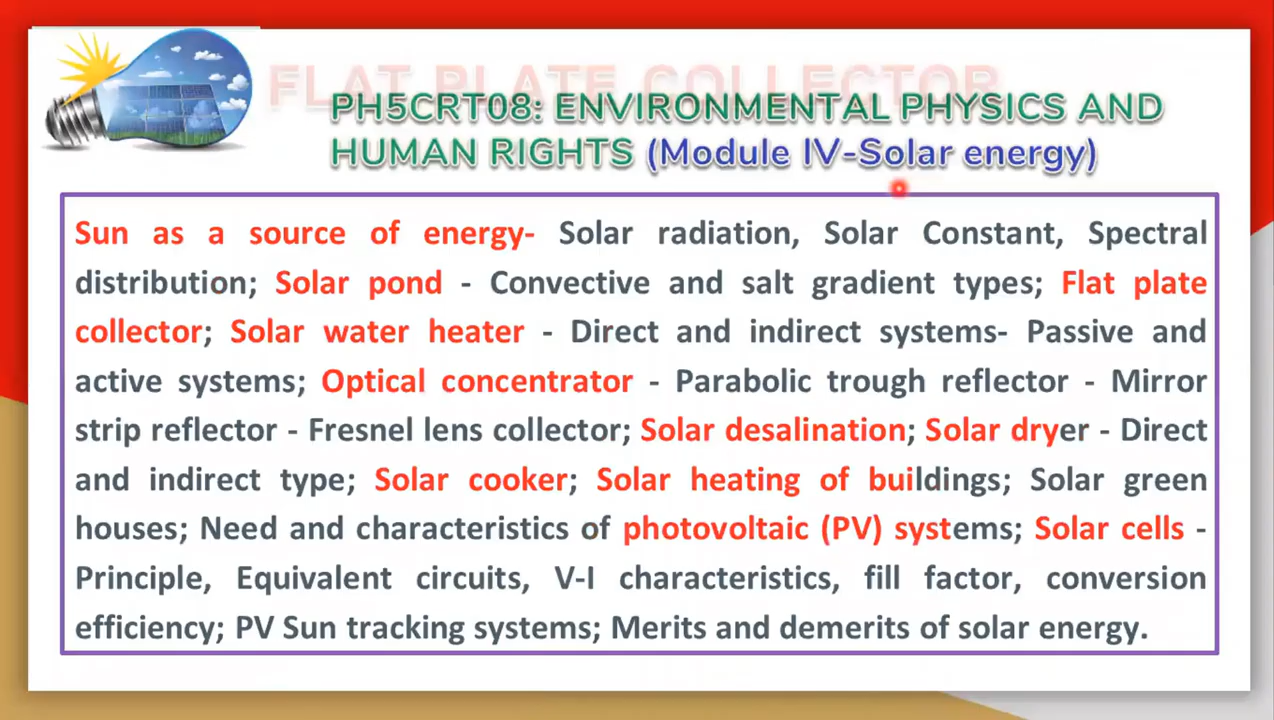 FLAT PLATE COLLECTOR
PH5CRT08: ENVIRONMENTAL PHYSICS AND
HUMAN RIGHTS (Module IV-Solar energy)
Sun as a source of energy- Solar radiation, Solar Constant, Spectral
distribution; Solar pond - Convective and salt gradient types; Flat plate
collector; Solar water heater - Direct and indirect systems- Passive and
active systems; Optical concentrator - Parabolic trough reflector - Mirror
strip reflector - Fresnel lens collector; Solar desalination; Solar dryer - Direct
and indirect type; Solar cooker; Solar heating of buildings; Solar green
houses; Need and characteristics of photovoltaic (PV) systems; Solar cells -
Principle, Equivalent circuits, V-I characteristics, fill factor, conversion
efficiency; PV Sun tracking systems; Merits and demerits of solar energy.